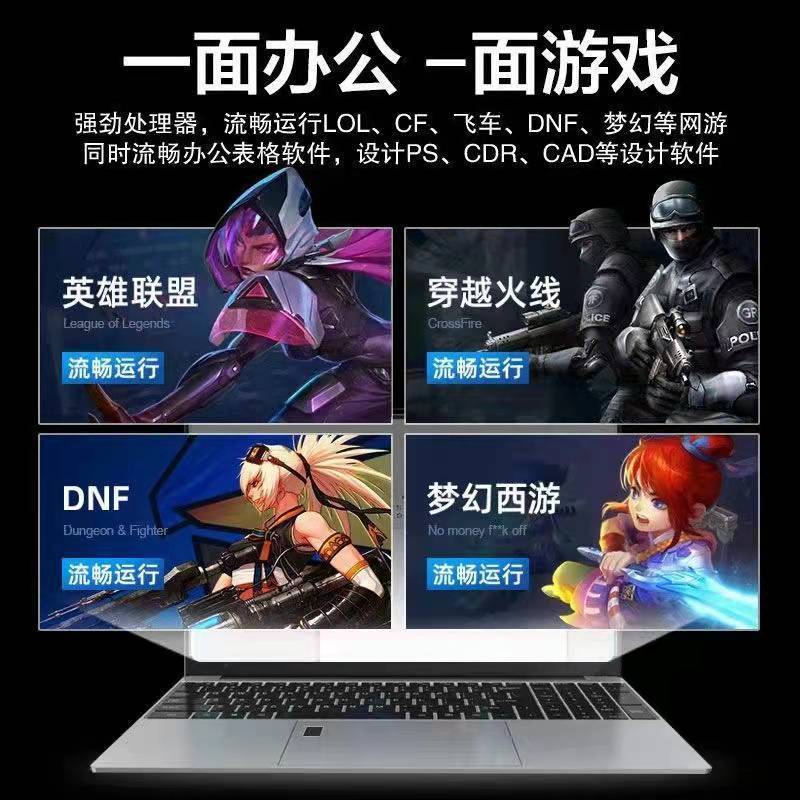 一面办公 一面游戏
强劲处理器，流畅运行LOL、CF、飞车、DNF、梦幻等网游
同时流畅办公表格软件，设计PS、CDR、CAD等设计软件
英雄联盟
League of Legends
流畅运行
穿越火线
CrossFire
流畅运行
POLICE
GR
POLI
DNF
Dungeon & Fighter
流畅运行
梦幻西游
No money f**k off
流畅运行